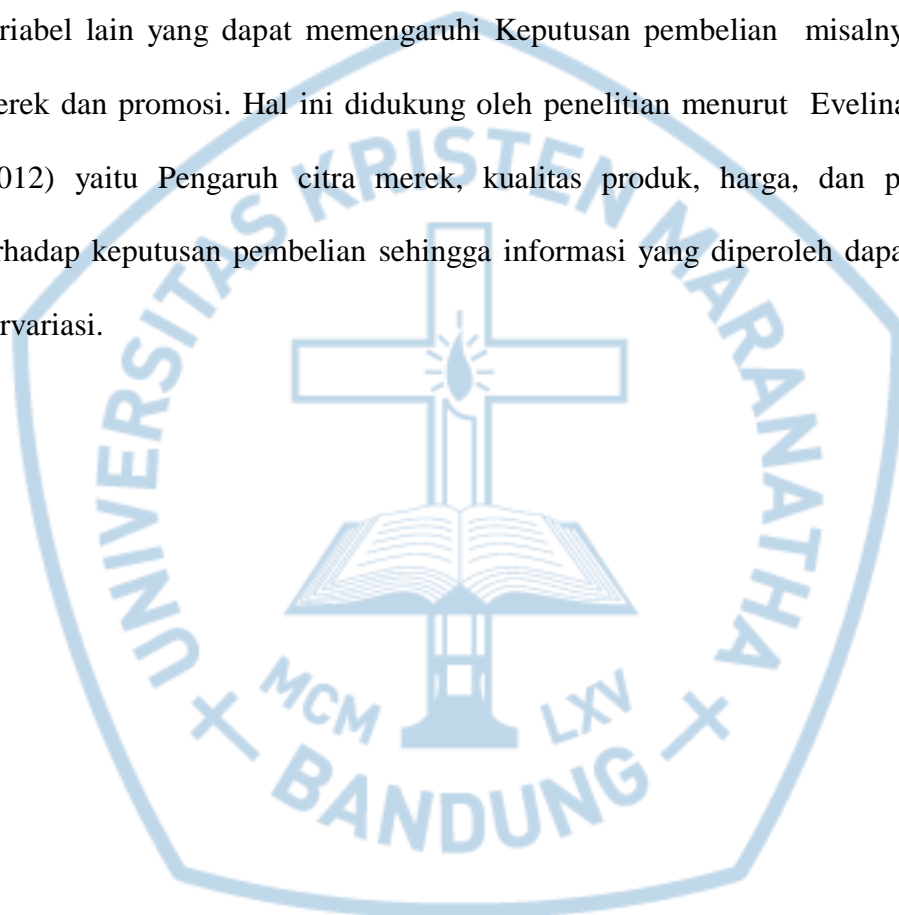 riabel lain yang dapat memengaruhi Keputusan pembelian misalny
erek dan promosi. Hal ini didukung oleh penelitian menurut Evelina
012) yaitu Pengaruh citra merek, kualitas produk, harga, dan p
rhadap keputusan pembelian sehingga informasi yang diperoleh dapa
rvariasi.
UNIVERSITAS KRISTEN MARANATHA
MCM LXV
BANDUNG